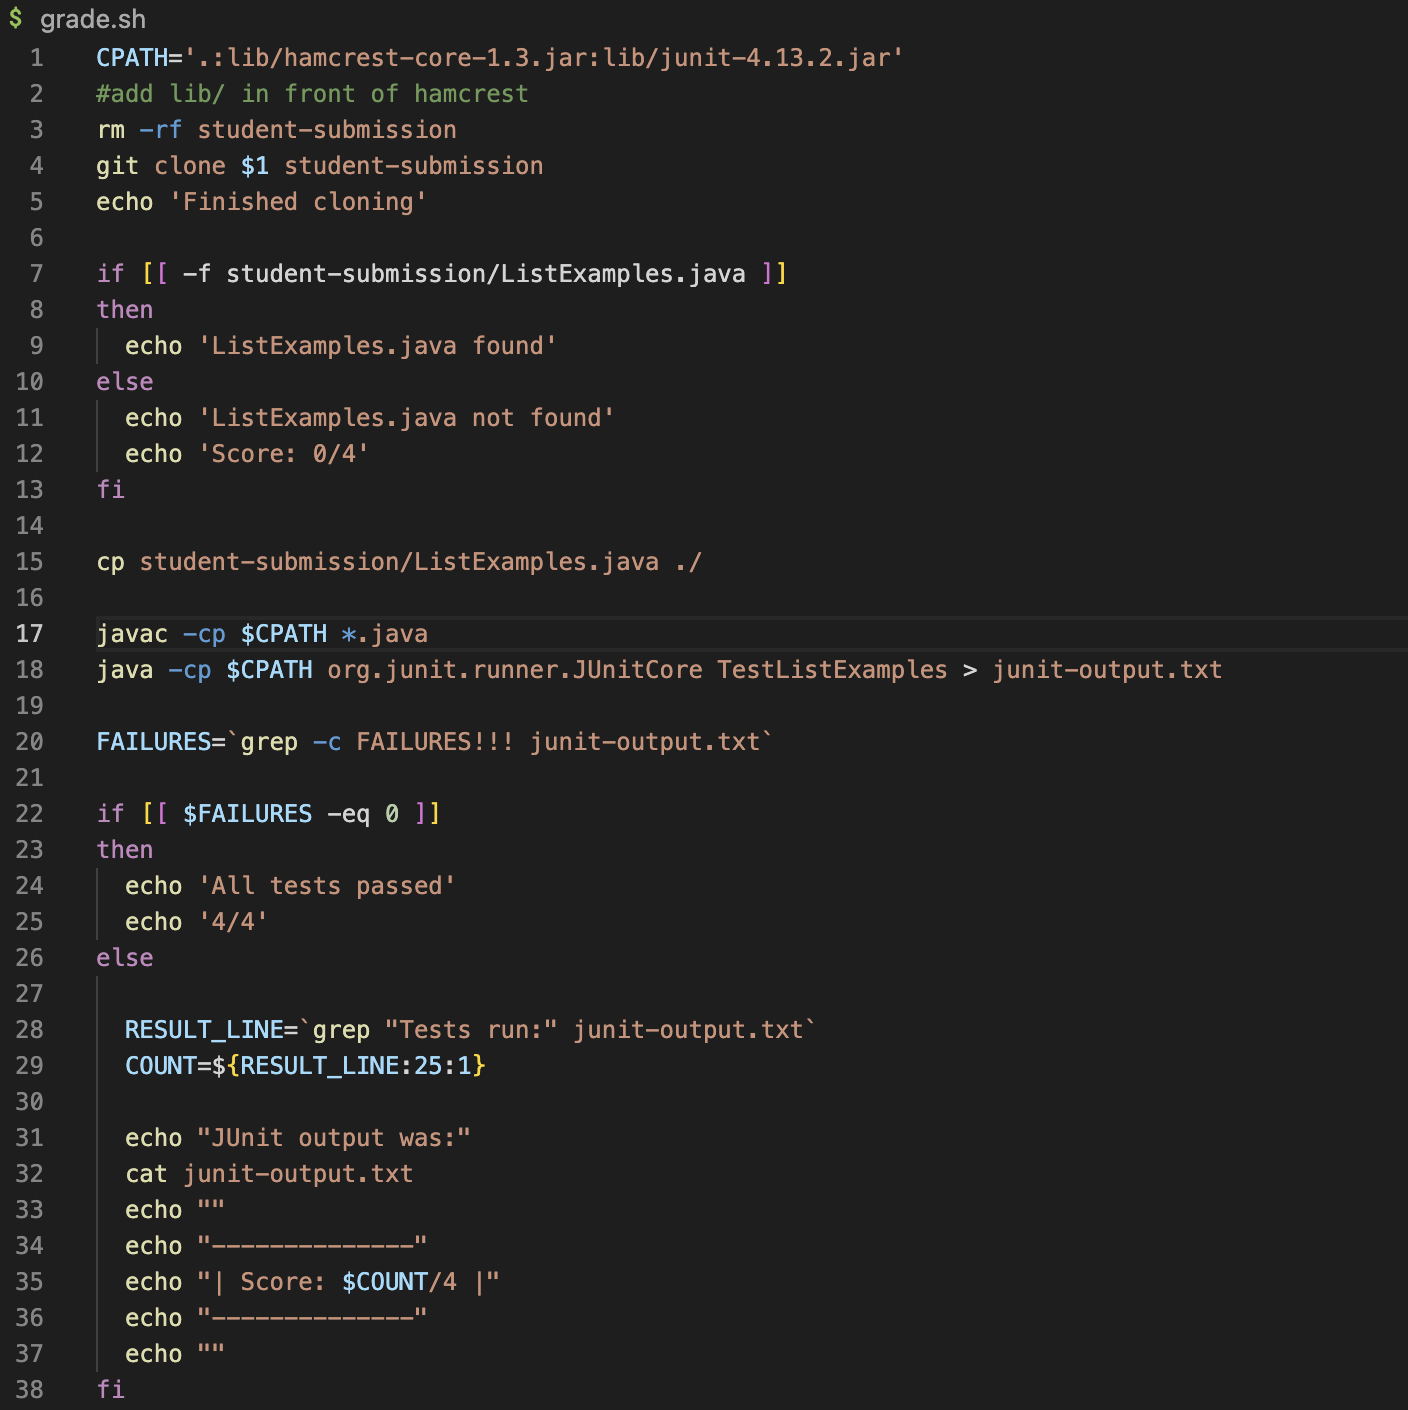 $ grade.sh
1 CPATH='.:lib/hamcrest-core-1.3.jar:lib/junit-4.13.2.jar'
2 #add lib/ in front of hamcrest
3 rm -rf student-submission
4 git clone $1 student-submission
5 echo 'Finished cloning'
6
7 if [[ -f student-submission/ListExamples.java ]]
8 then
9   echo 'ListExamples.java found'
10 else
11   echo 'ListExamples.java not found'
12   echo 'Score: 0/4'
13 fi
14
15 cp student-submission/ListExamples.java ./
16
17 javac -cp $CPATH *.java
18 java -cp $CPATH org.junit.runner.JUnitCore TestListExamples > junit-output.txt
19
20 FAILURES=`grep -c FAILURES!!! junit-output.txt`
21
22 if [[ $FAILURES -eq 0 ]]
23 then
24   echo 'All tests passed'
25   echo '4/4'
26 else
27
28   RESULT_LINE=`grep "Tests run:" junit-output.txt`
29   COUNT=${RESULT_LINE:25:1}
30
31   echo "JUnit output was:"
32   cat junit-output.txt
33   echo ""
34   echo "--------------"
35   echo "| Score: $COUNT/4 |"
36   echo "--------------"
37   echo ""
38 fi